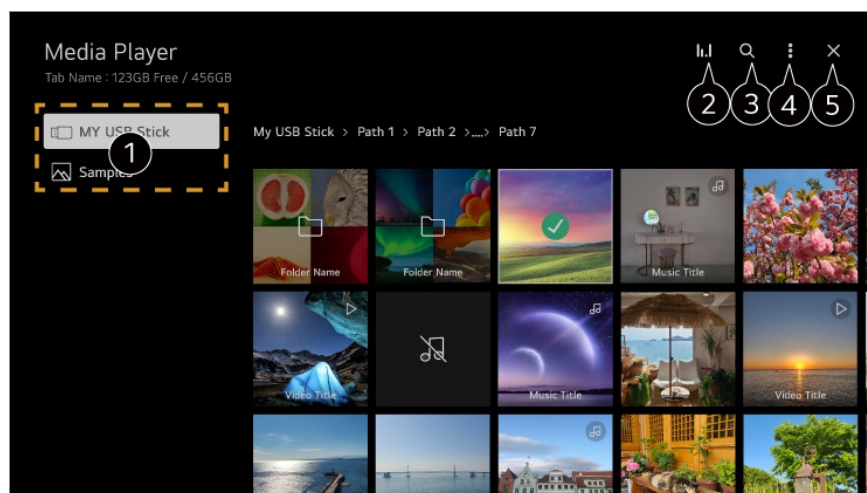 Media Player
Tab Name : 123GB Free / 456GB
2
3
4
5
MY USB Stick
1
Samples
My USB Stick > Path 1 > Path 2 >....> Path 7
Folder Name
Folder Name
Music Title
Video Title
Music Title
Video Title